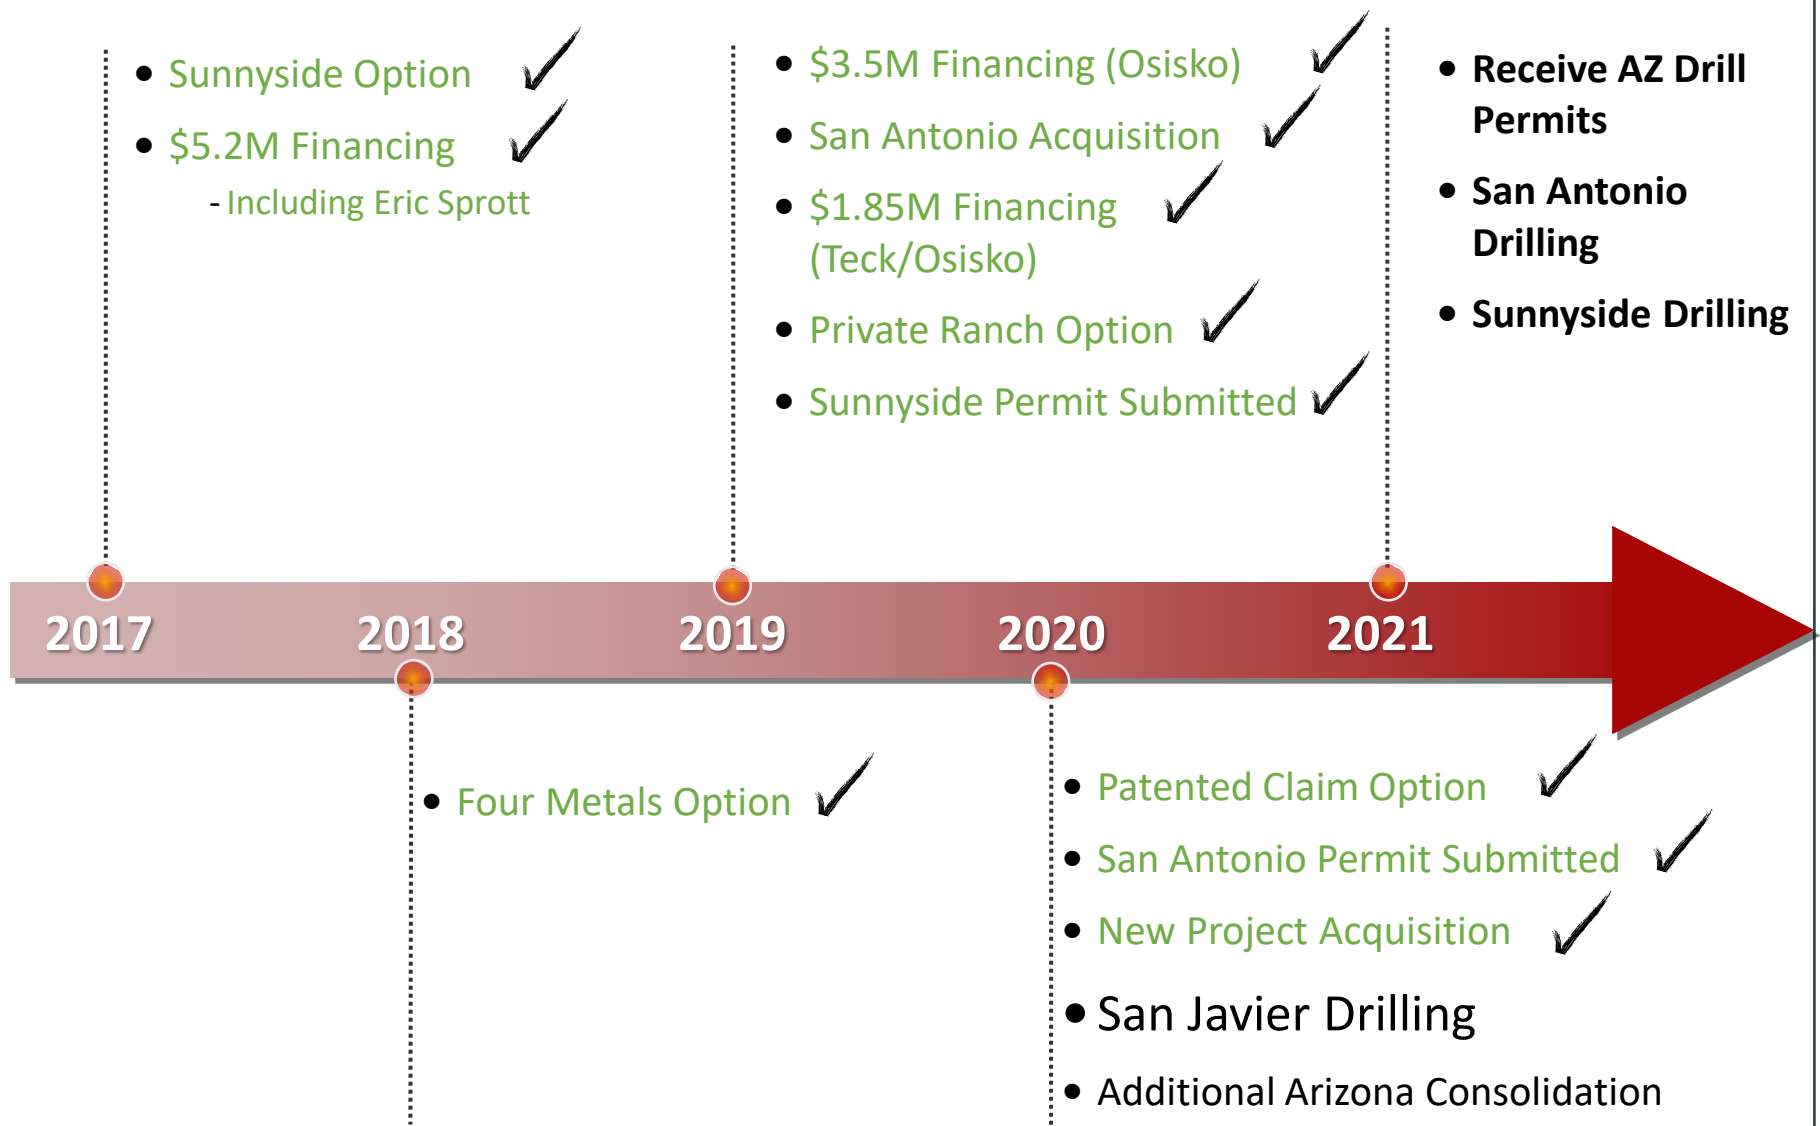 • Sunnyside Option
• $5.2M Financing
- Including Eric Sprott
• $3.5M Financing (Osisko)
• San Antonio Acquisition
• $1.85M Financing
(Teck/Osisko)
• Private Ranch Option
• Sunnyside Permit Submitted
• Receive AZ Drill
Permits
• San Antonio
Drilling
• Sunnyside Drilling
2017 2018 2019 2020 2021
• Four Metals Option
• Patented Claim Option
• San Antonio Permit Submitted
• New Project Acquisition
• San Javier Drilling
• Additional Arizona Consolidation